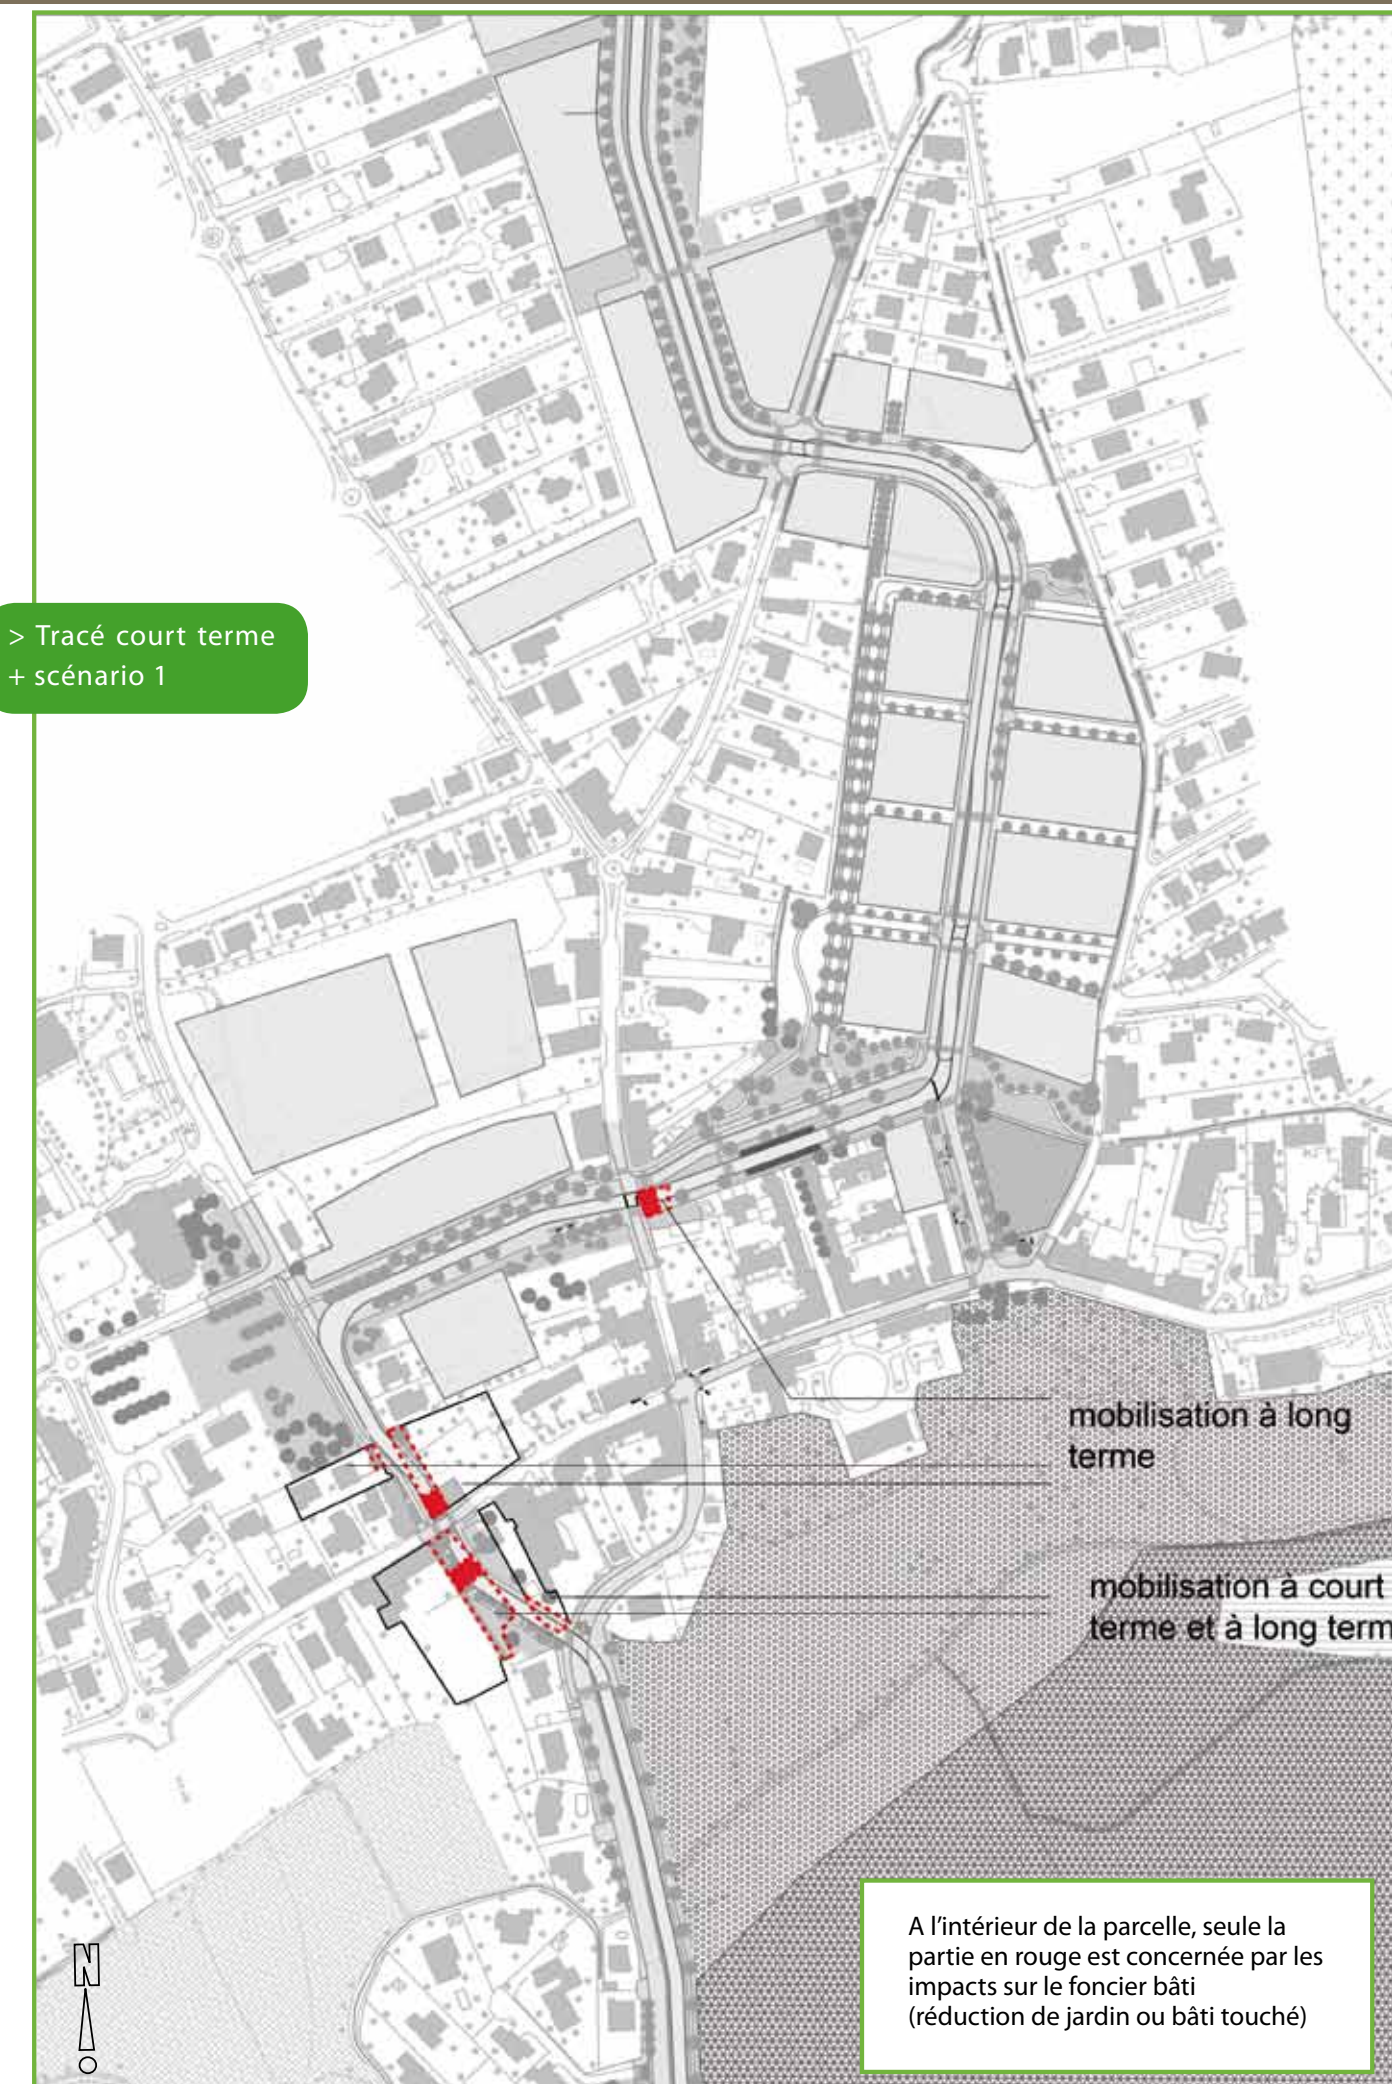 > Tracé court terme
+ scénario 1
mobilisation à long
terme
mobilisation à court
terme et à long term
A l'intérieur de la parcelle, seule la
partie en rouge est concernée par les
impacts sur le foncier bâti
(réduction de jardin ou bâti touché)
N